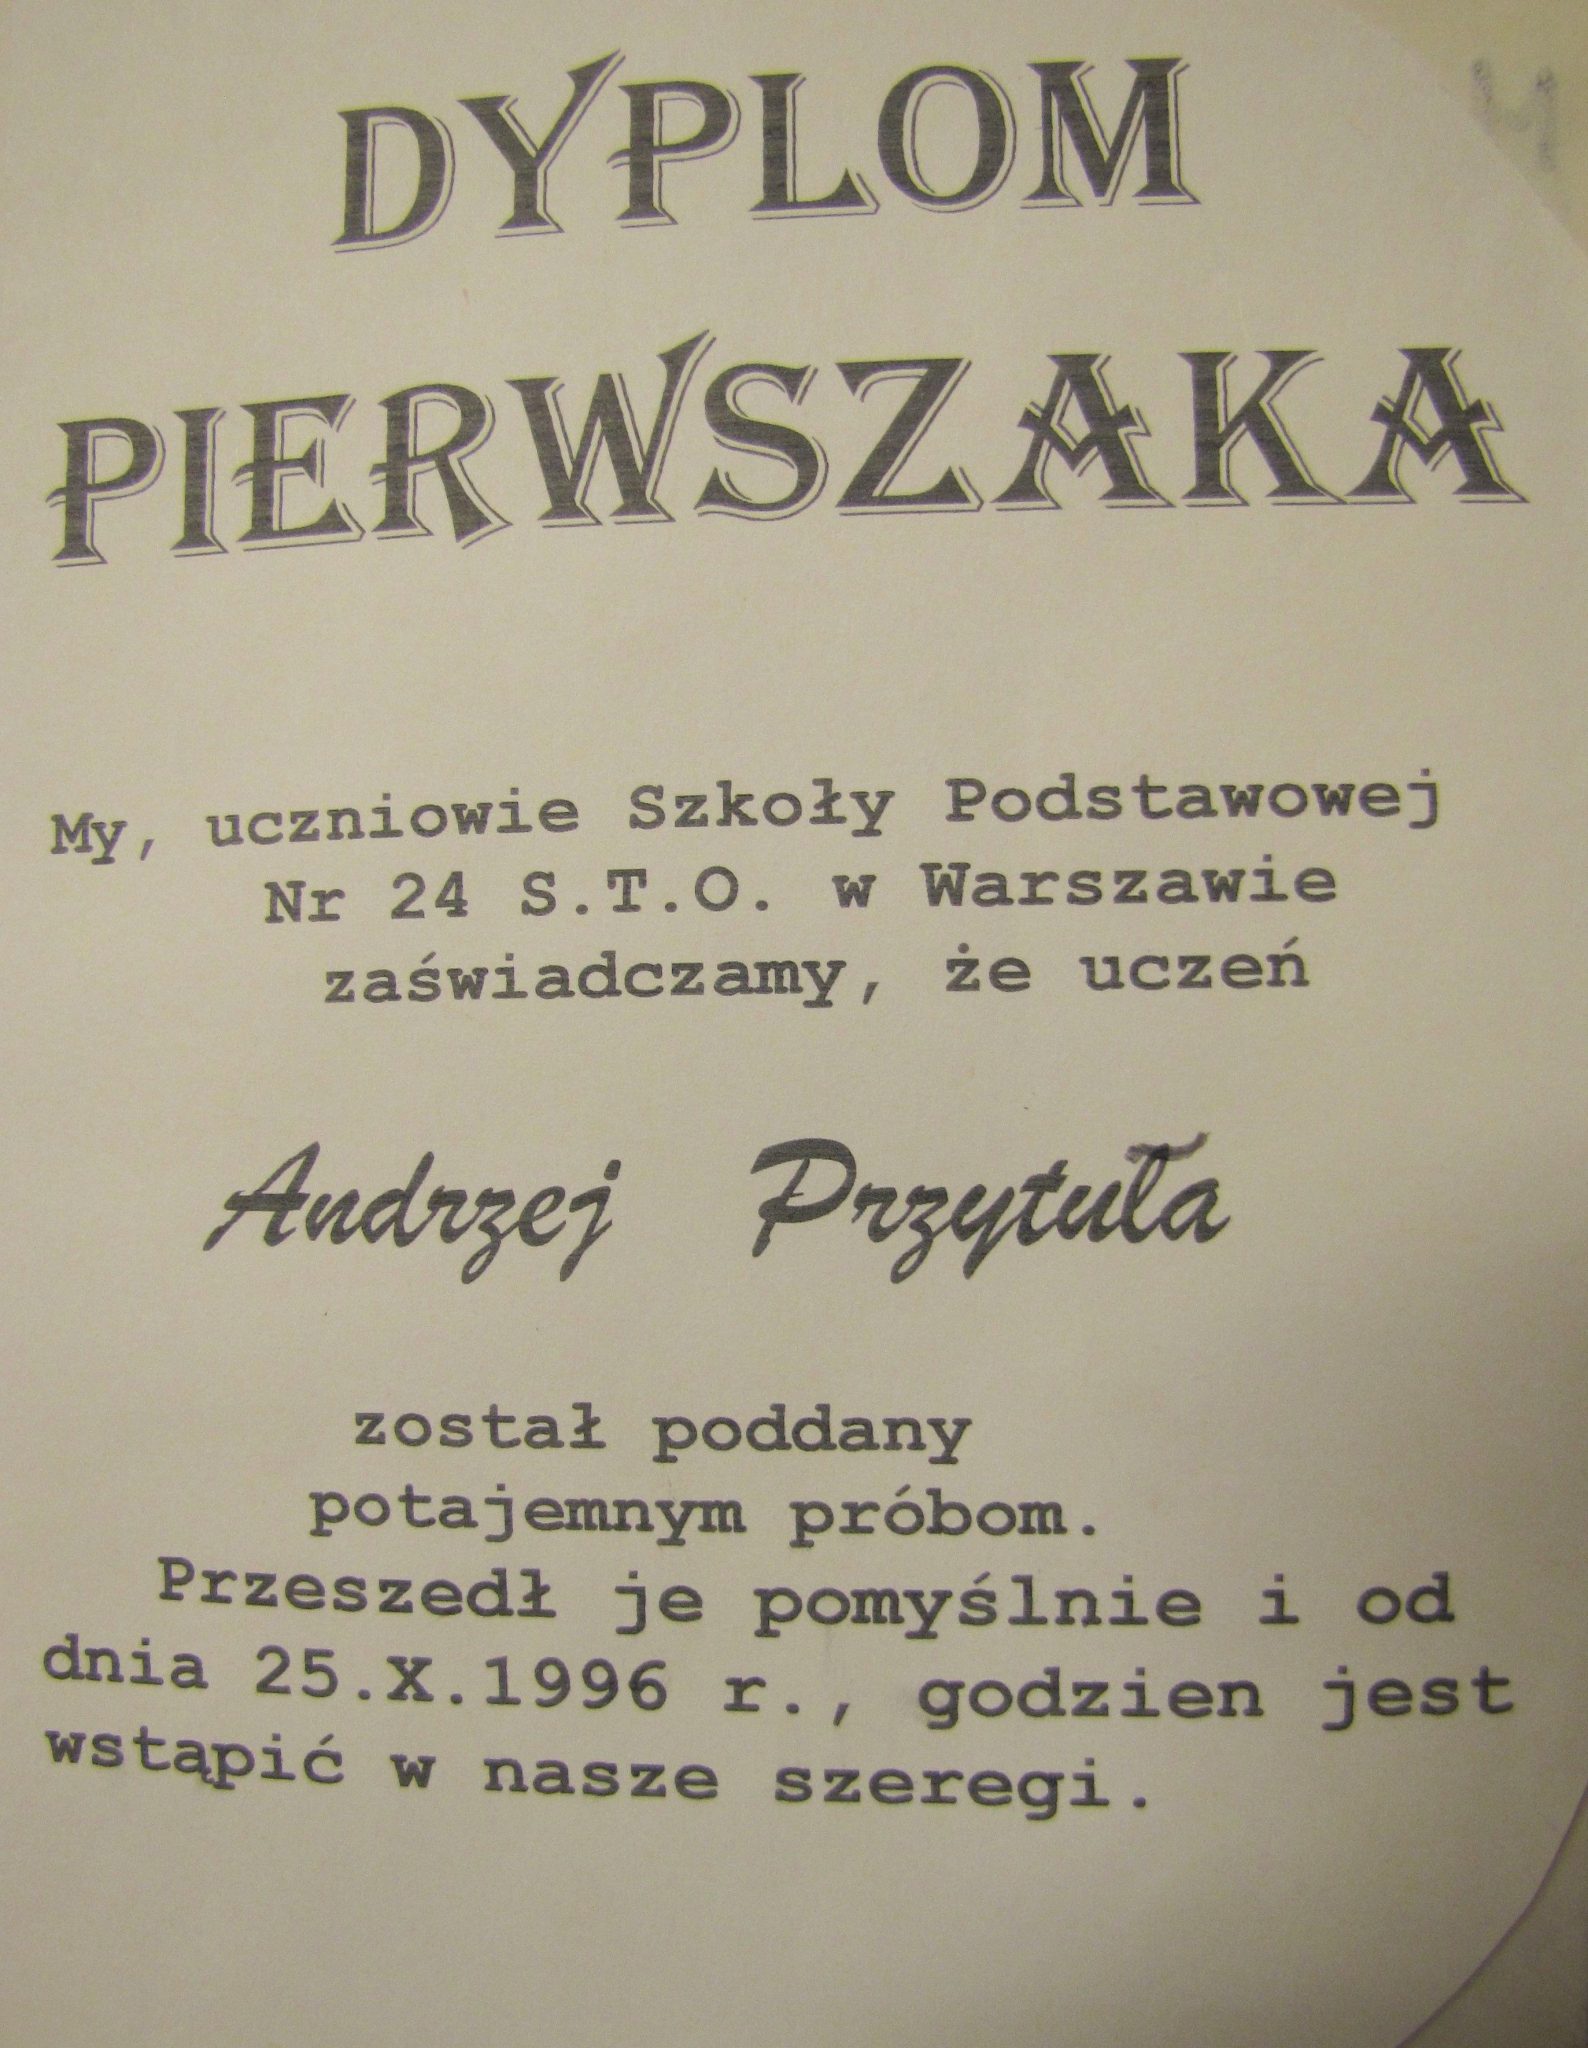 DYPLOM
PIERWSZAKA
My, uczniowie Szkoły Podstawowej
Nr 24 S.T.O. w Warszawie
zaświadczamy, że uczeń
Andrzej Przytuła
został poddany
potajemnym próbom.
Przeszedł je pomyślnie i od
dnia 25.X.1996 r., godzien jest
wstąpić w nasze szeregi.